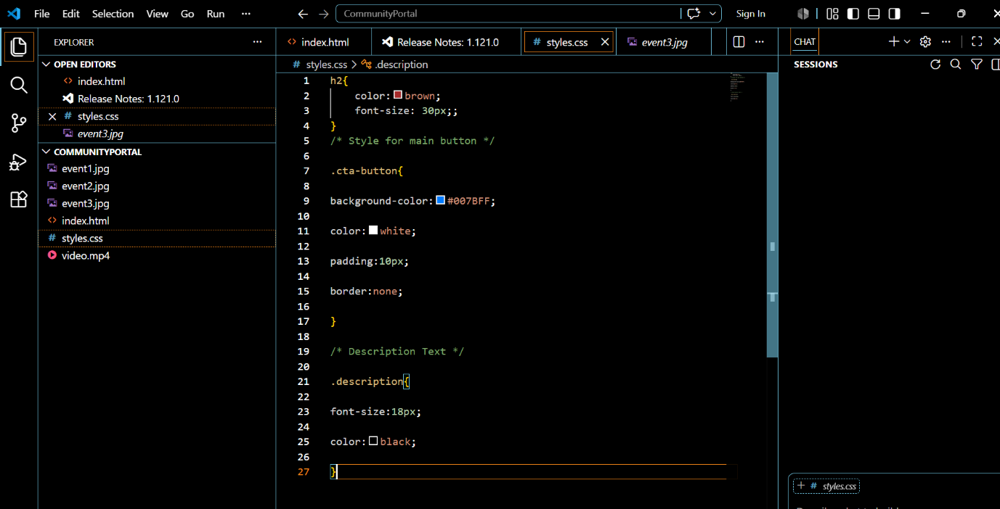 File Edit Selection View Go Run ··· CommunityPortal Sign In
EXPLORER ···
index.html Release Notes: 1.121.0 # styles.css event3.jpg ···
CHAT ···
OPEN EDITORS
index.html
Release Notes: 1.121.0
# styles.css
event3.jpg
COMMUNITYPORTAL
event1.jpg
event2.jpg
event3.jpg
index.html
# styles.css
video.mp4
# styles.css > .description
1 h2{
2 color: brown;
3 font-size: 30px;;
4 }
5 /* Style for main button */
6
7 .cta-button{
8
9 background-color: #007BFF;
10
11 color: white;
12
13 padding:10px;
14
15 border:none;
16
17 }
18
19 /* Description Text */
20
21 .description{
22
23 font-size:18px;
24
25 color: black;
26
27 }
SESSIONS
+ # styles.css